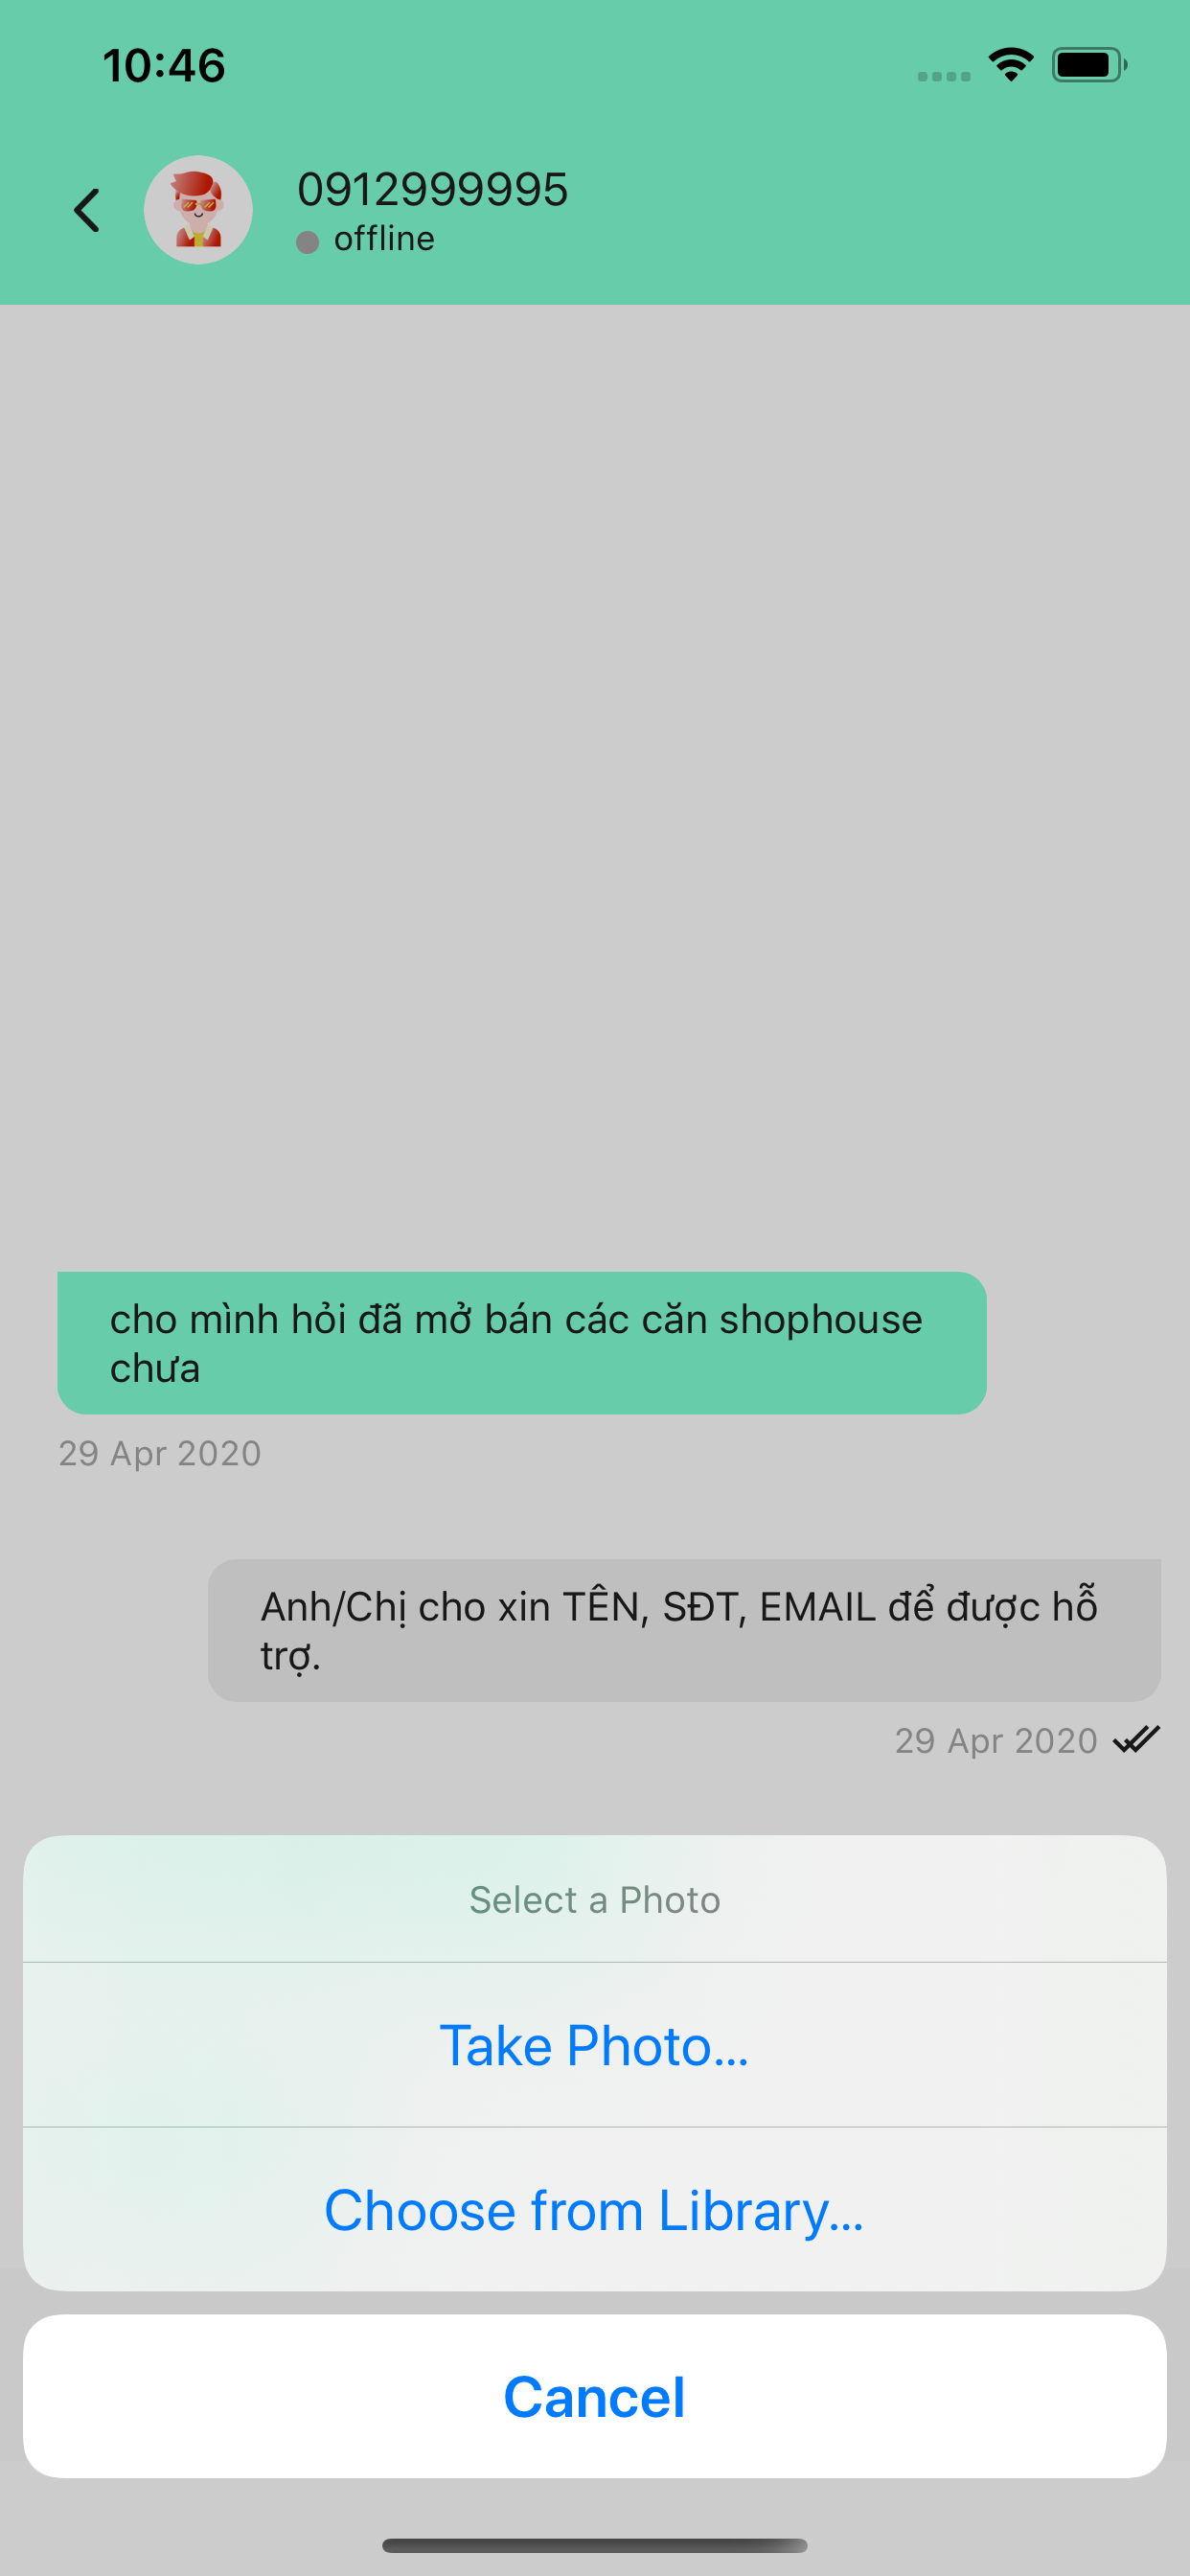 10:46
0912999995
offline
cho mình hỏi đã mở bán các căn shophouse
chưa
29 Apr 2020
Anh/Chị cho xin TÊN, SĐT, EMAIL để được hỗ
trợ.
29 Apr 2020
Select a Photo
Take Photo...
Choose from Library...
Cancel